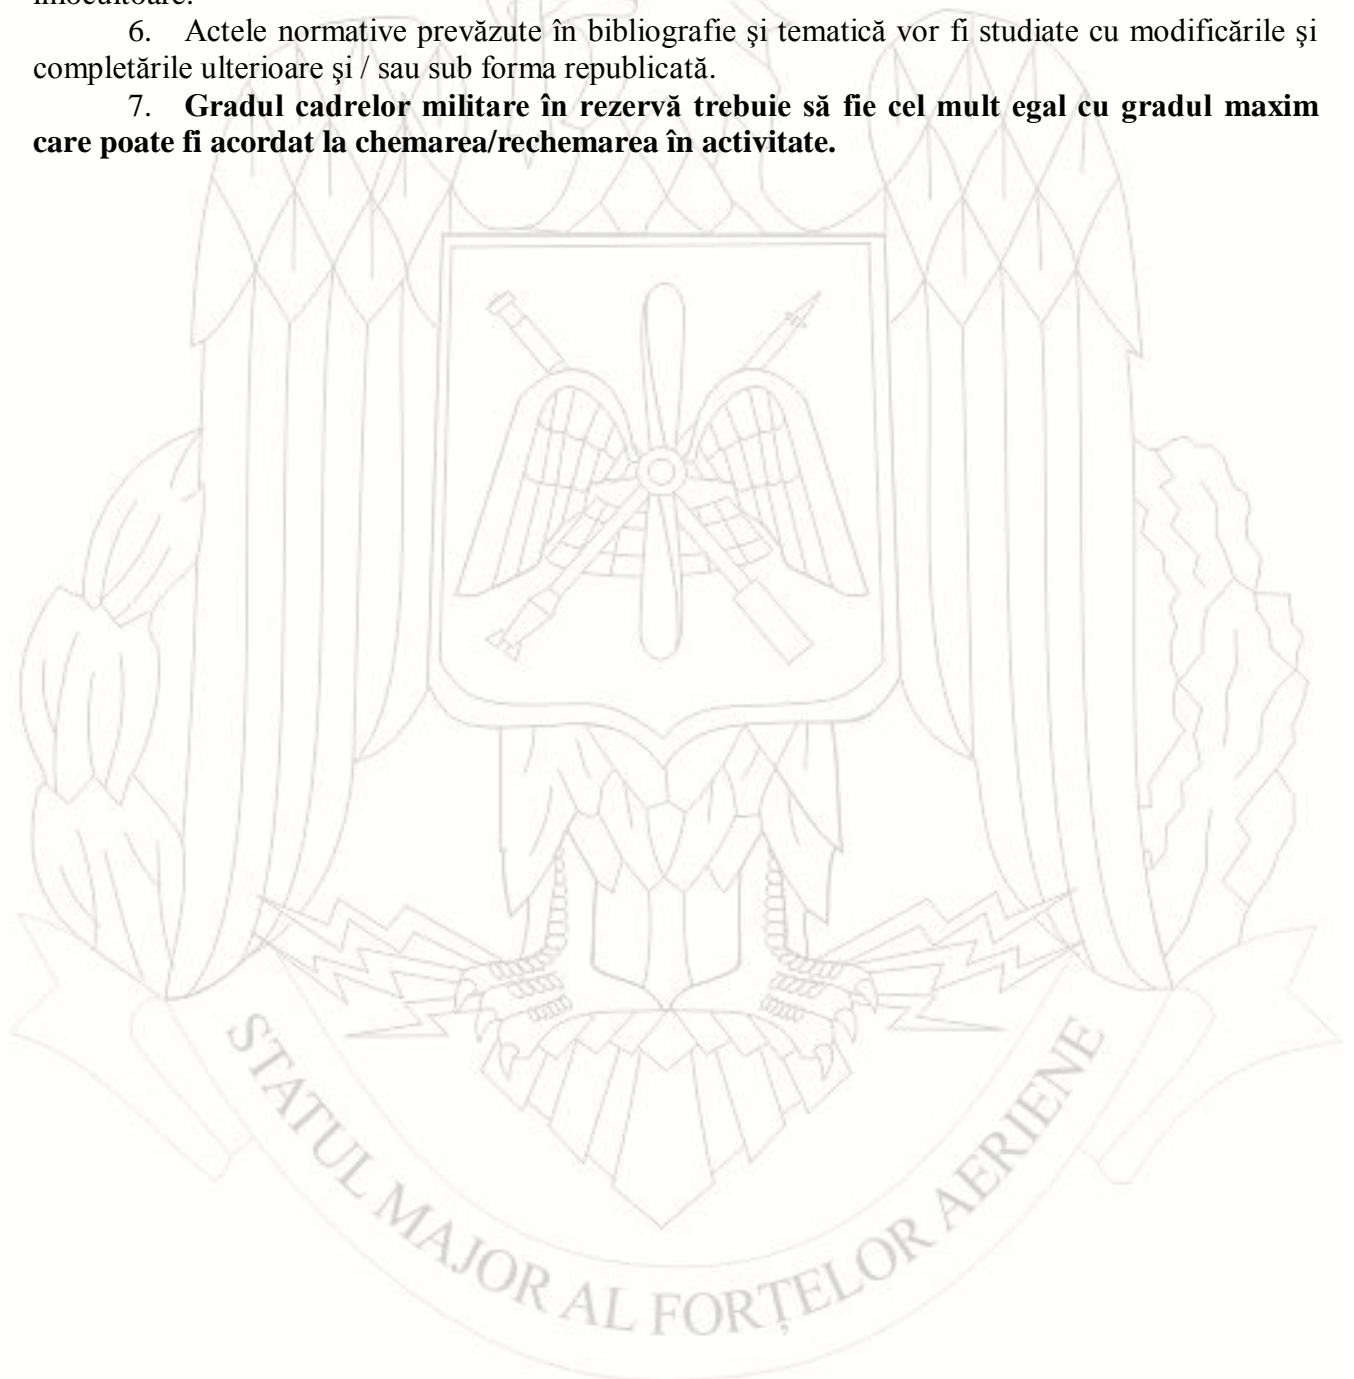 6. Actele normative prevăzute în bibliografie şi tematică vor fi studiate cu modificările şi
completările ulterioare şi / sau sub forma republicată.
7. Gradul cadrelor militare în rezervă trebuie să fie cel mult egal cu gradul maxim
care poate fi acordat la chemarea/rechemarea în activitate.
STATUL MAJOR AL FORȚELOR AERIENE